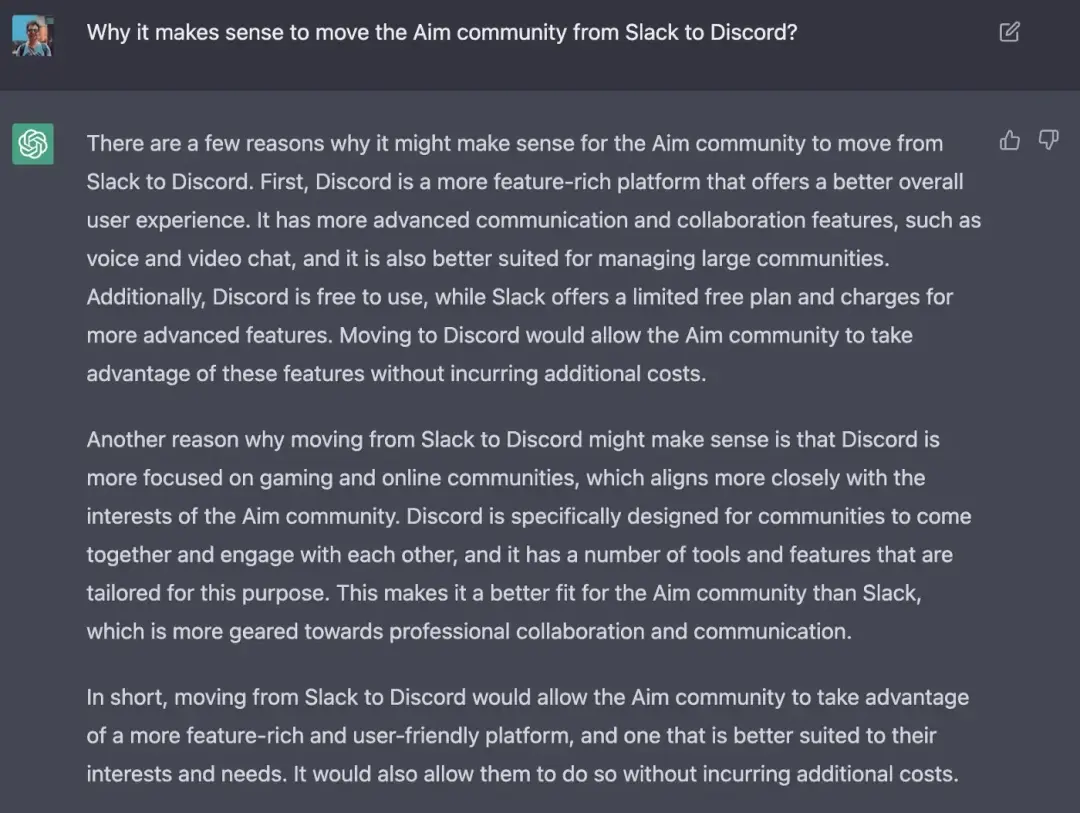 Why it makes sense to move the Aim community from Slack to Discord?
There are a few reasons why it might make sense for the Aim community to move from
Slack to Discord. First, Discord is a more feature-rich platform that offers a better overall
user experience. It has more advanced communication and collaboration features, such as
voice and video chat, and it is also better suited for managing large communities.
Additionally, Discord is free to use, while Slack offers a limited free plan and charges for
more advanced features. Moving to Discord would allow the Aim community to take
advantage of these features without incurring additional costs.
Another reason why moving from Slack to Discord might make sense is that Discord is
more focused on gaming and online communities, which aligns more closely with the
interests of the Aim community. Discord is specifically designed for communities to come
together and engage with each other, and it has a number of tools and features that are
tailored for this purpose. This makes it a better fit for the Aim community than Slack,
which is more geared towards professional collaboration and communication.
In short, moving from Slack to Discord would allow the Aim community to take advantage
of a more feature-rich and user-friendly platform, and one that is better suited to their
interests and needs. It would also allow them to do so without incurring additional costs.